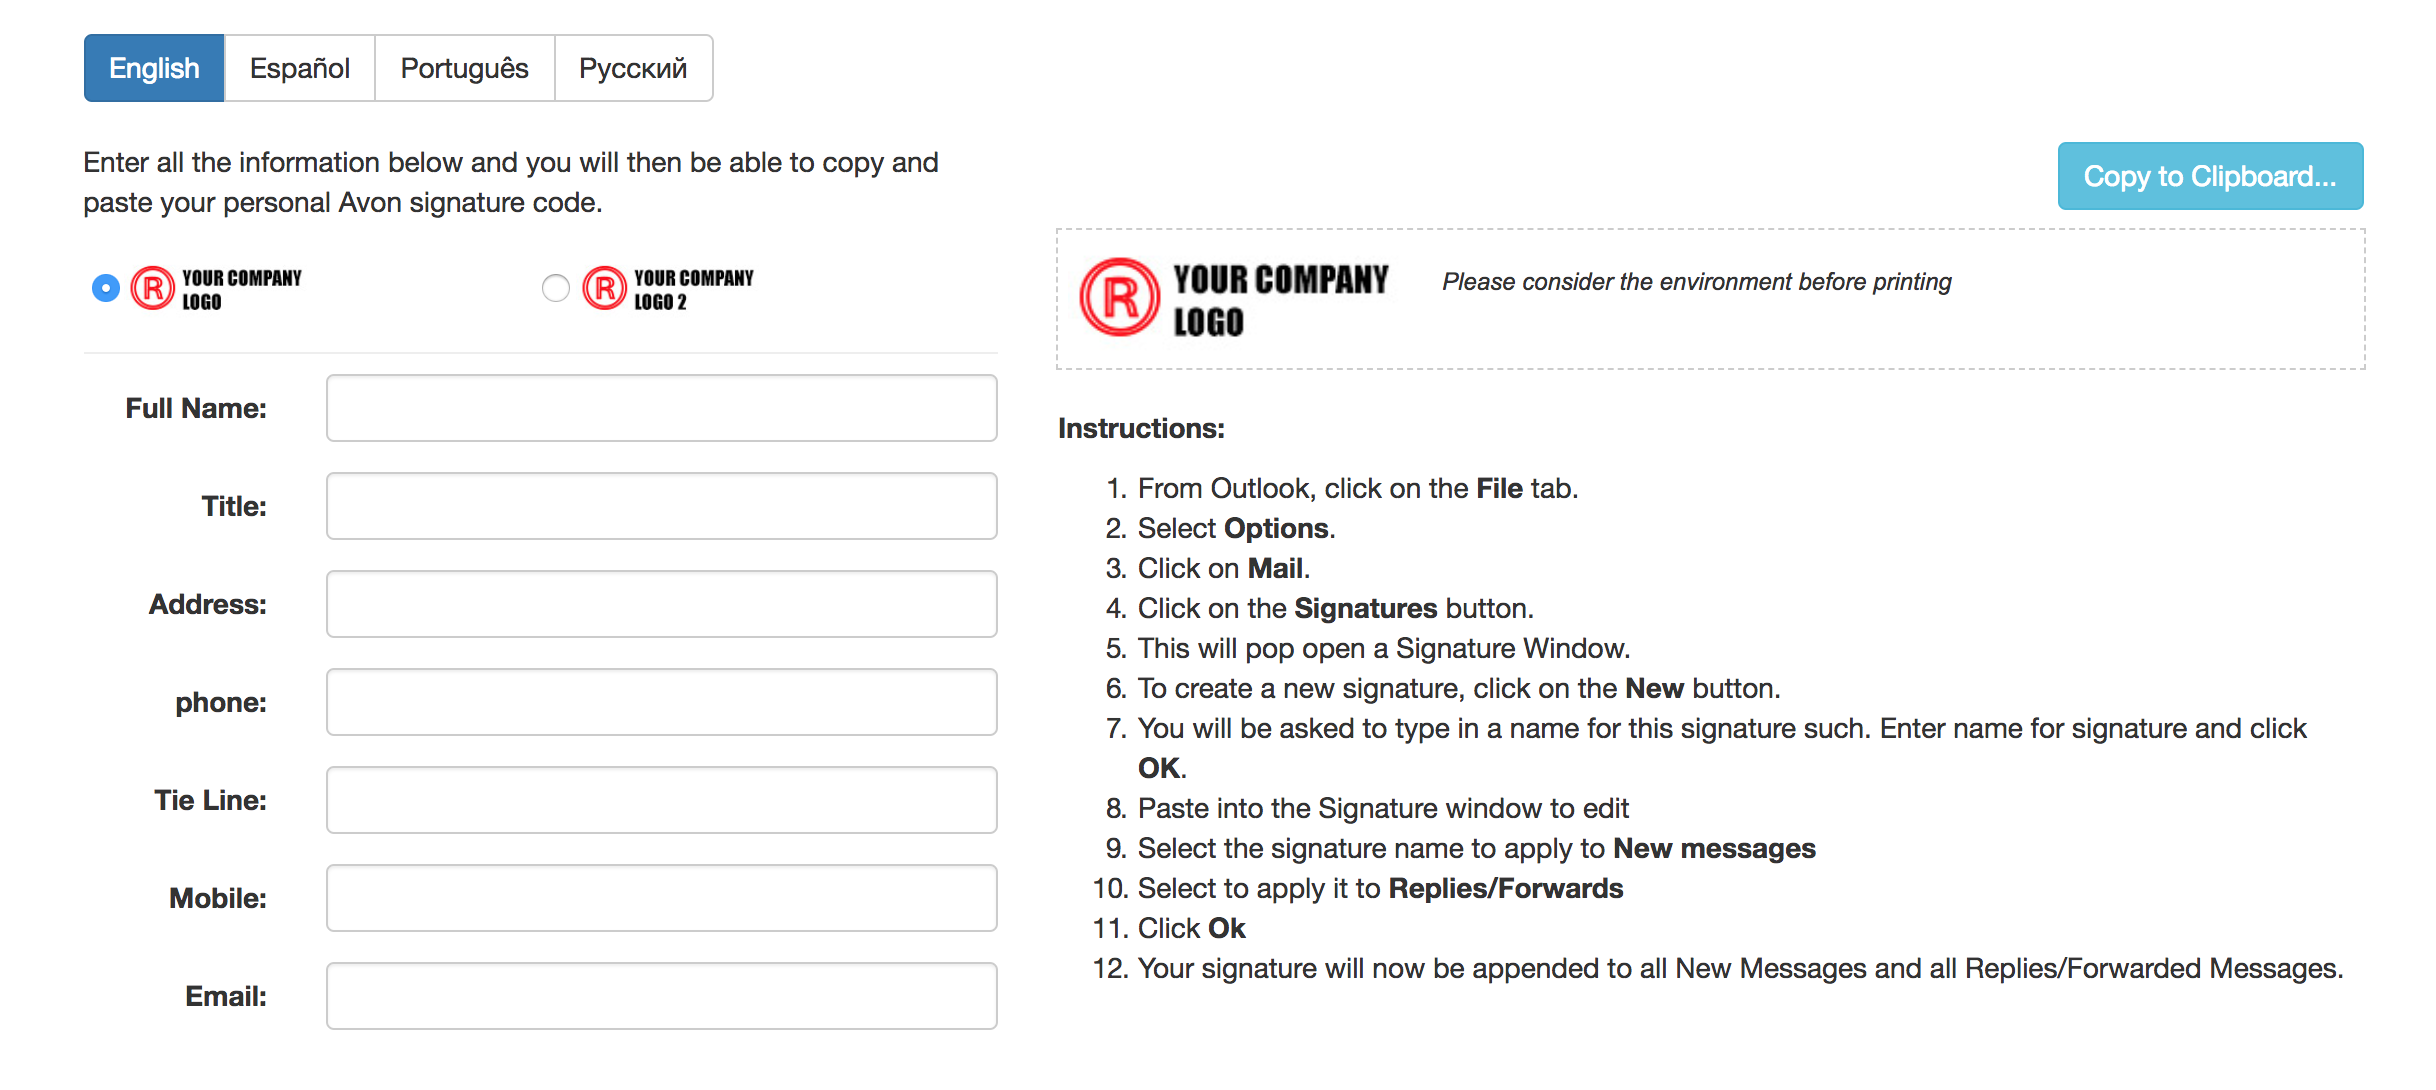 English
Español
Português
Русский
Enter all the information below and you will then be able to copy and
paste your personal Avon signature code.
R YOUR COMPANY
LOGO
R YOUR COMPANY
LOGO 2
Full Name:
Title:
Address:
phone:
Tie Line:
Mobile:
Email:
Copy to Clipboard...
R YOUR COMPANY
LOGO
Please consider the environment before printing
Instructions:
1. From Outlook, click on the File tab.
2. Select Options.
3. Click on Mail.
4. Click on the Signatures button.
5. This will pop open a Signature Window.
6. To create a new signature, click on the New button.
7. You will be asked to type in a name for this signature such. Enter name for signature and click
OK.
8. Paste into the Signature window to edit
9. Select the signature name to apply to New messages
10. Select to apply it to Replies/Forwards
11. Click Ok
12. Your signature will now be appended to all New Messages and all Replies/Forwarded Messages.